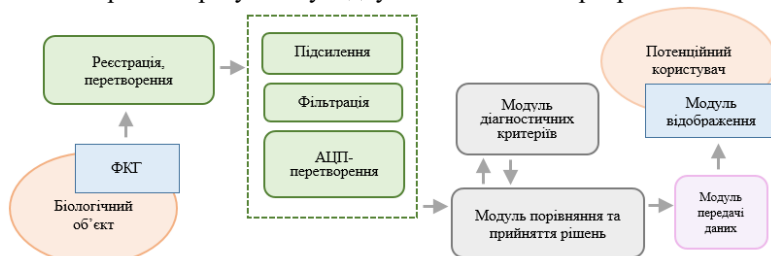 Реєстрація,
перетворення
ФКГ
Біологічний
об’єкт
Підсилення
Фільтрація
АЦП-
перетворення
Модуль
діагностичних
критеріїв
Модуль порівняння та
прийняття рішень
Потенційний
користувач
Модуль
відображення
Модуль
передачі
даних